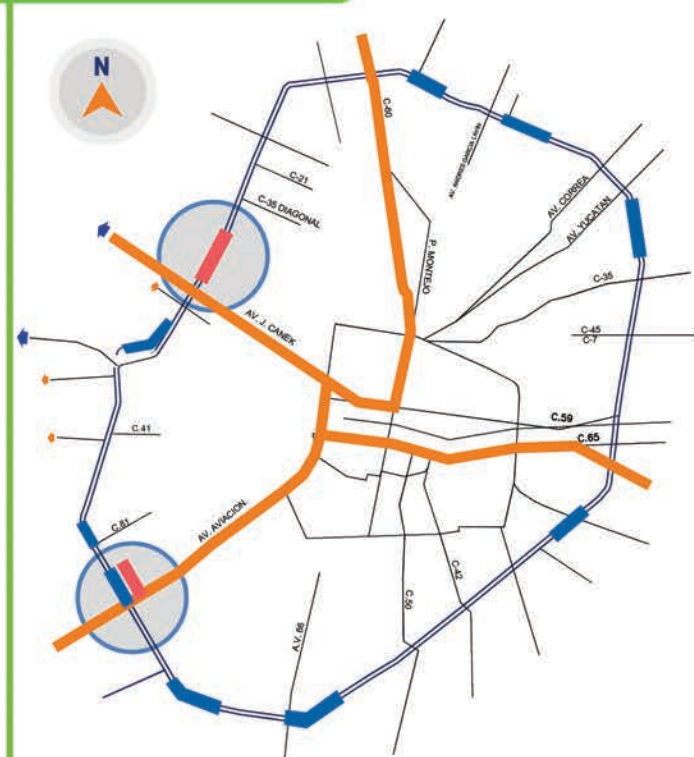 N
C-60
AV. ANDRES GARCIA LAVIN
C-21
C-35 DIAGONAL
AV. CORREA
AV. YUCATAN
P. MONTEJO
C-35
AV. J. CANEK
C-45
C-7
C.59
C.41
C.65
C.81
AV. AVIACION
C-42
C.50
A.V. 86